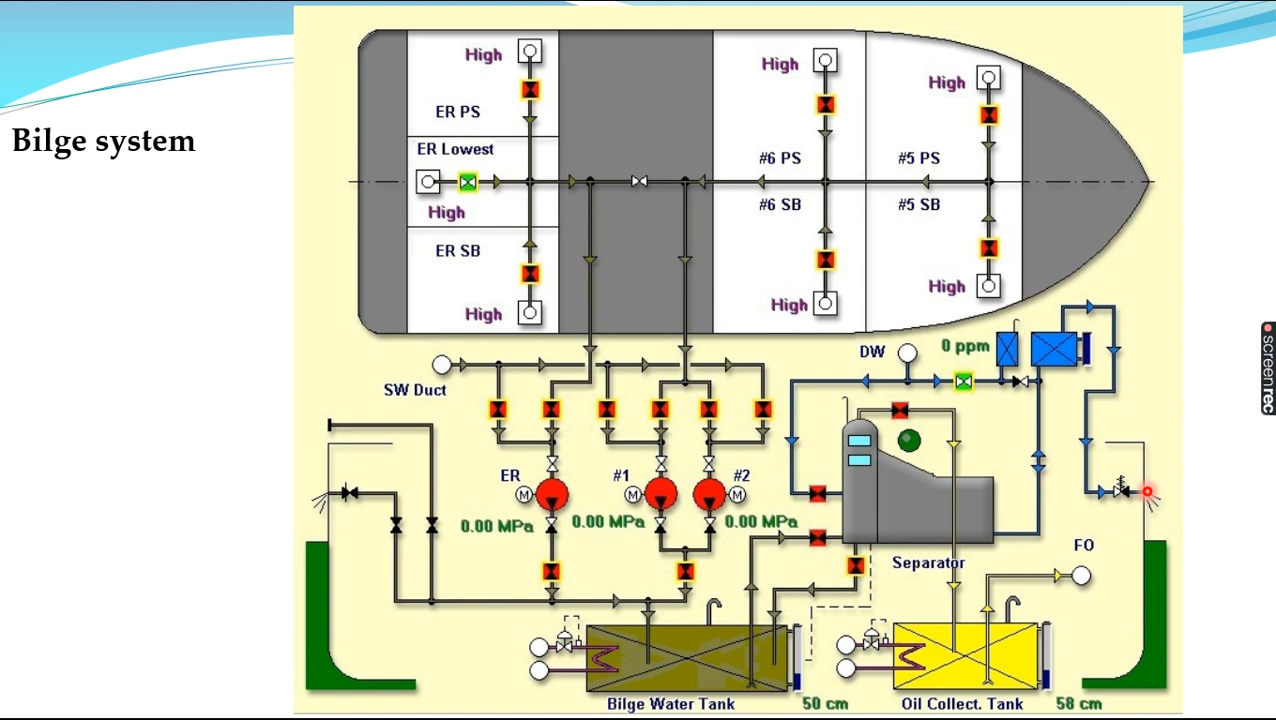 Bilge system
High
ER PS
ER Lowest
High
ER SB
High
High
#6 PS
#6 SB
High
High
#5 PS
#5 SB
High
SW Duct
DW
0 ppm
ER
M
0.00 MPa
#1
M
0.00 MPa
#2
M
0.00 MPa
Separator
FO
Bilge Water Tank
50 cm
Oil Collect. Tank
58 cm
screenrec